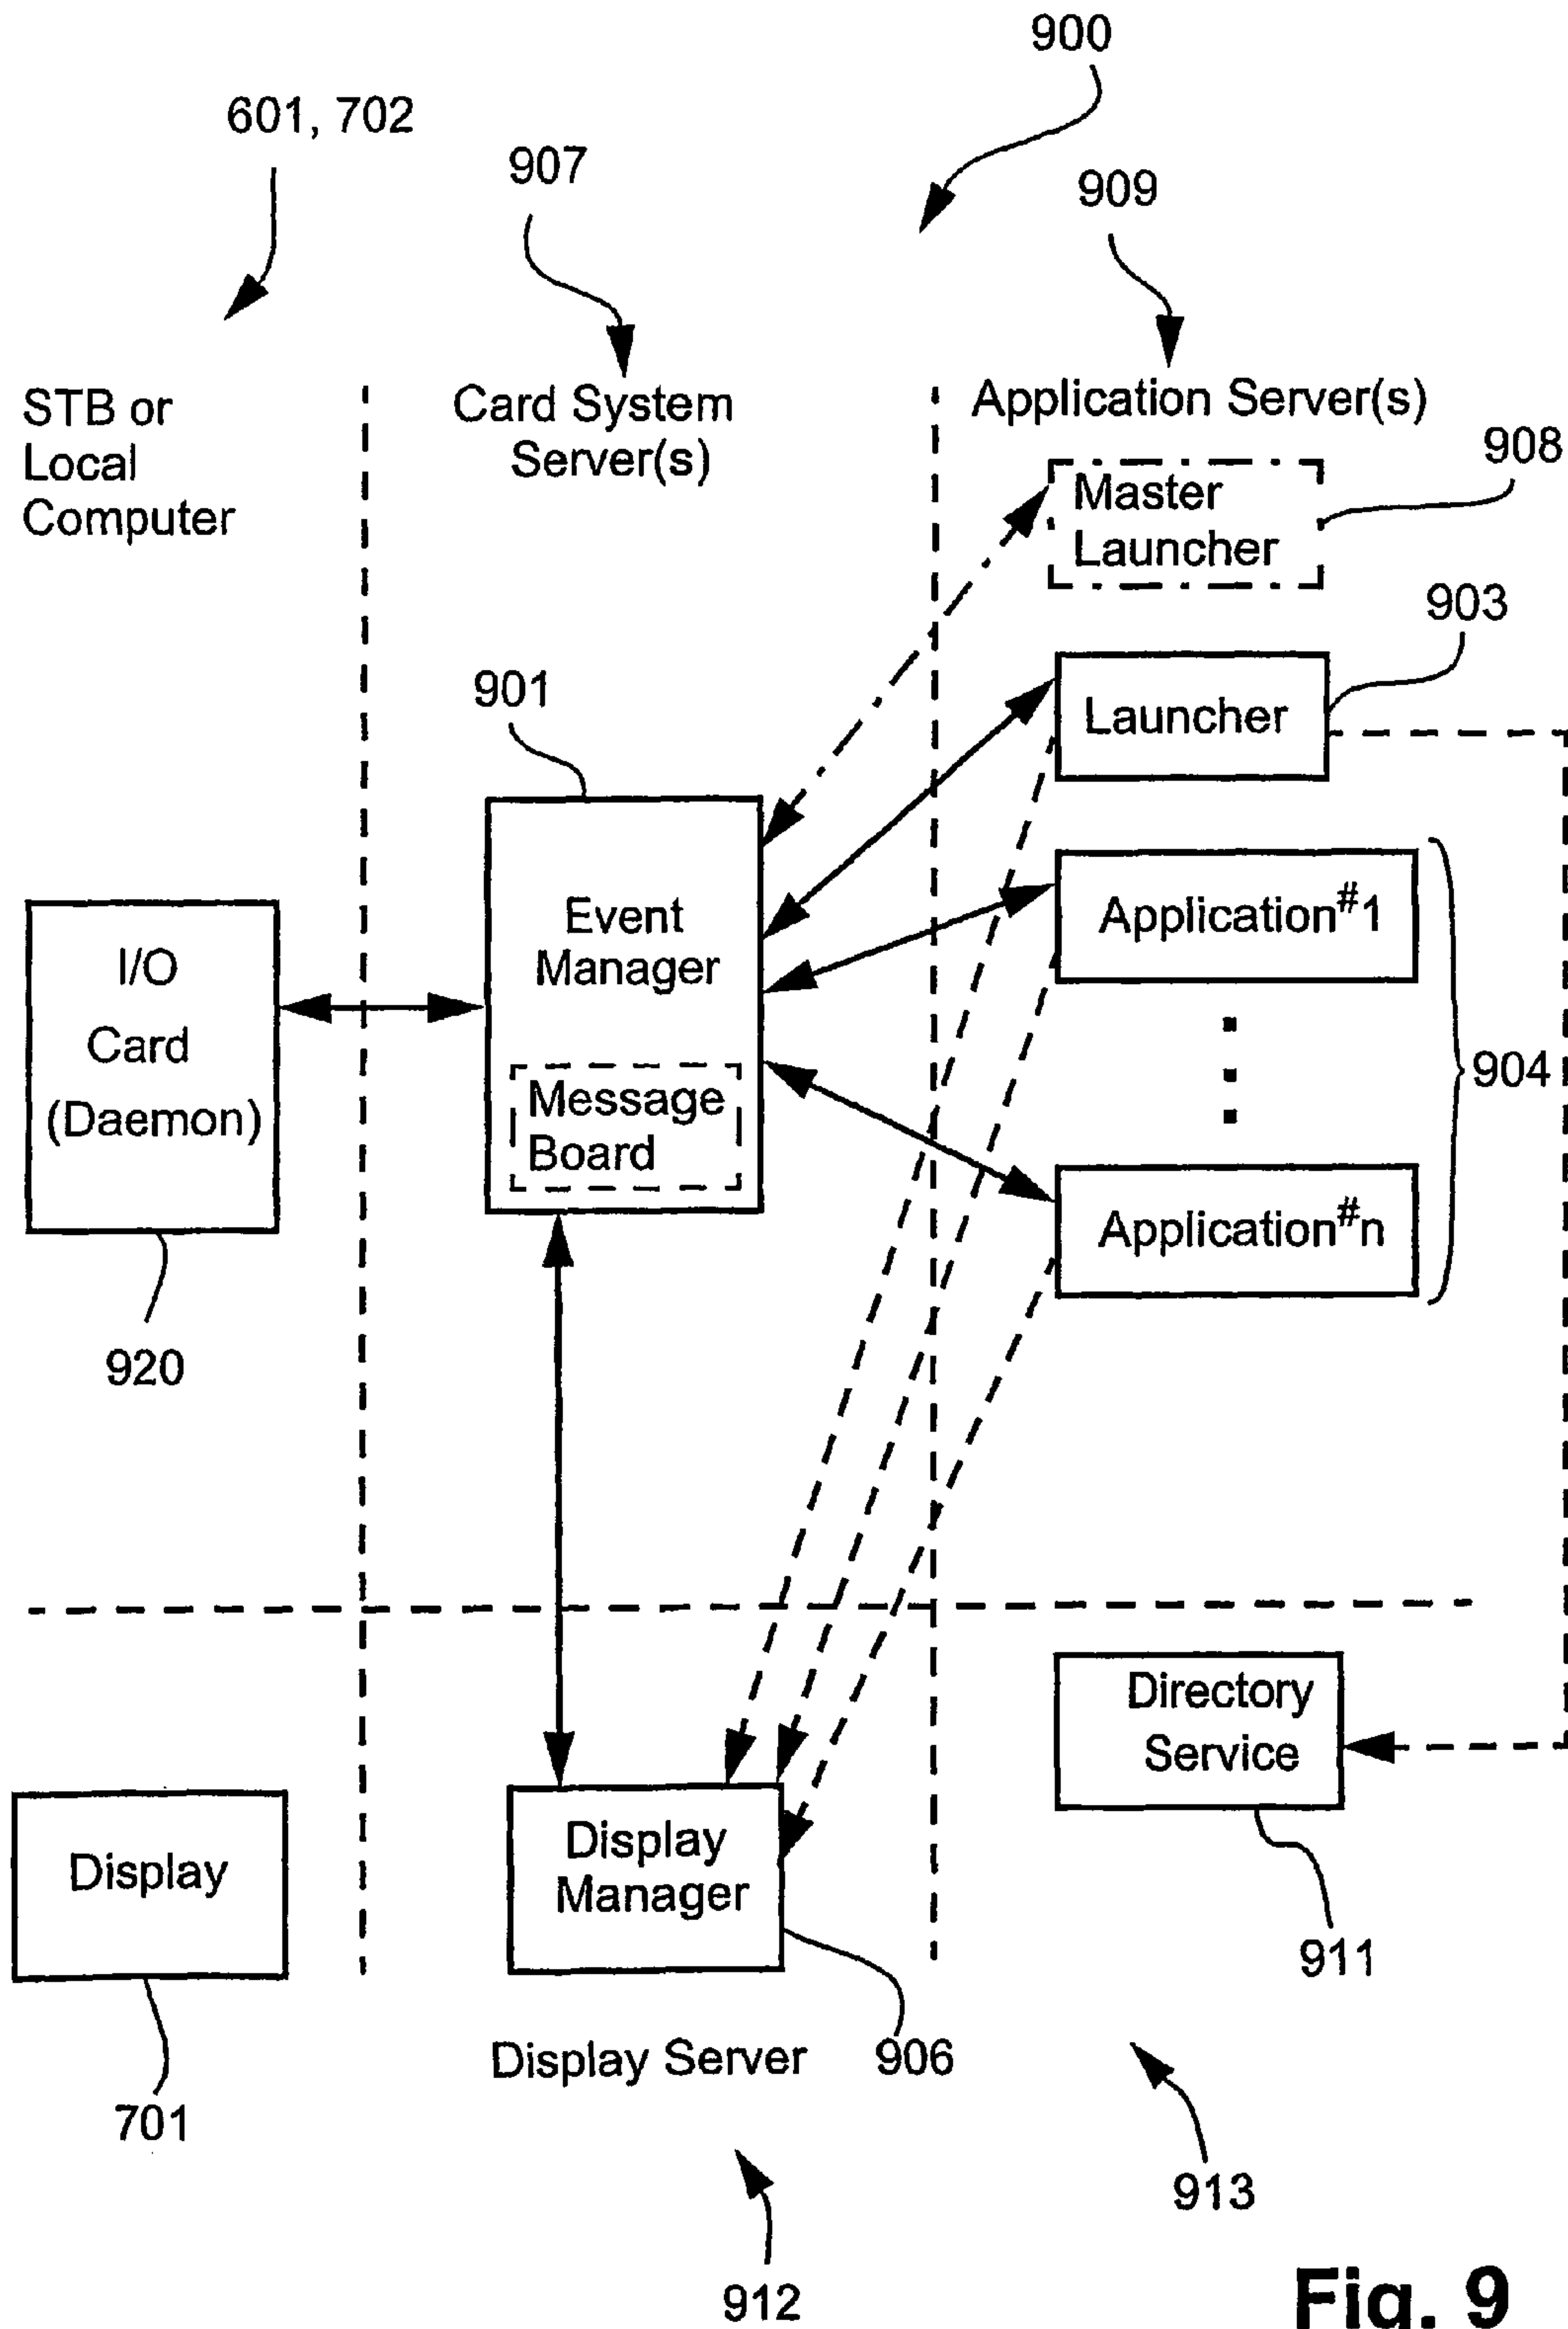 900
601, 702
907
909
STB or
Local
Computer
Card System
Server(s)
Application Server(s)
908
Master
Launcher
903
901
Launcher
Event
Manager
Application#1
I/O
Card
(Daemon)
904
Message
Board
Application#n
920
Directory
Service
Display
Manager
Display
911
Display Server
906
701
913
912
Fig. 9